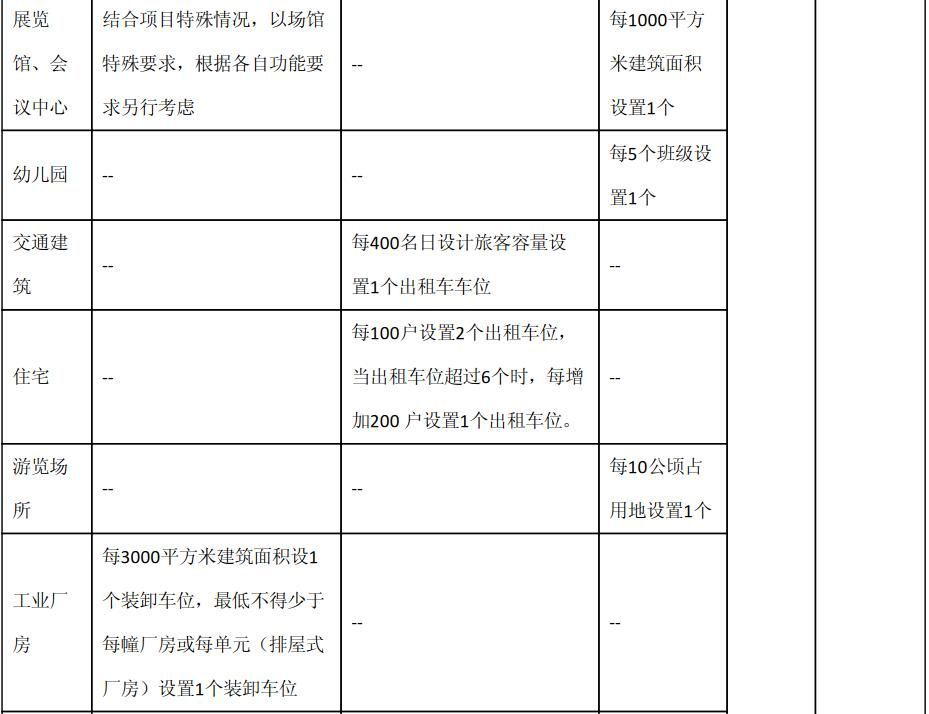 展览
馆、会
议中心
结合项目特殊情况，以场馆
特殊要求，根据各自功能要
求另行考虑
--
每1000平方
米建筑面积
设置1个
幼儿园
--
--
每5个班级设
置1个
交通建
筑
--
每400名日设计旅客容量设
置1个出租车车位
--
住宅
--
每100户设置2个出租车位，
当出租车位超过6个时，每增
加200 户设置1个出租车位。
--
游览场
所
--
--
每10公顷占
用地设置1个
工业厂
房
每3000平方米建筑面积设1
个装卸车位，最低不得少于
每幢厂房或每单元（排屋式
厂房）设置1个装卸车位
--
--